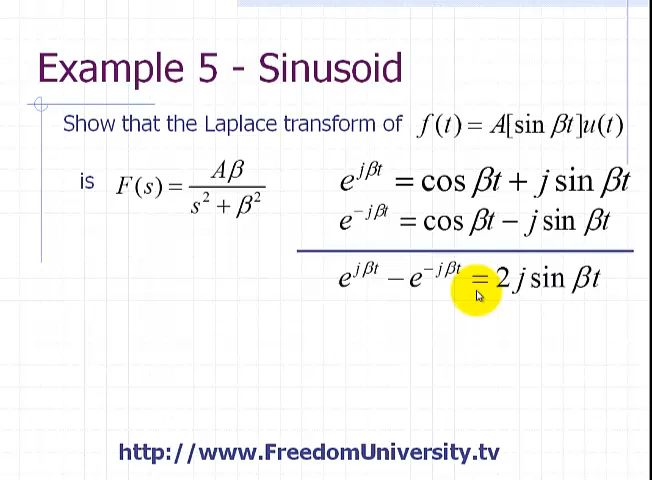 Example 5 - Sinusoid
Show that the Laplace transform of f(t) = A[sin βt]u(t)
is F(s) = Aβ / (s² + β²)
e^{jβt} = cos βt + j sin βt
e^{-jβt} = cos βt − j sin βt
e^{jβt} − e^{-jβt} = 2 j sin βt
http://www.FreedomUniversity.tv